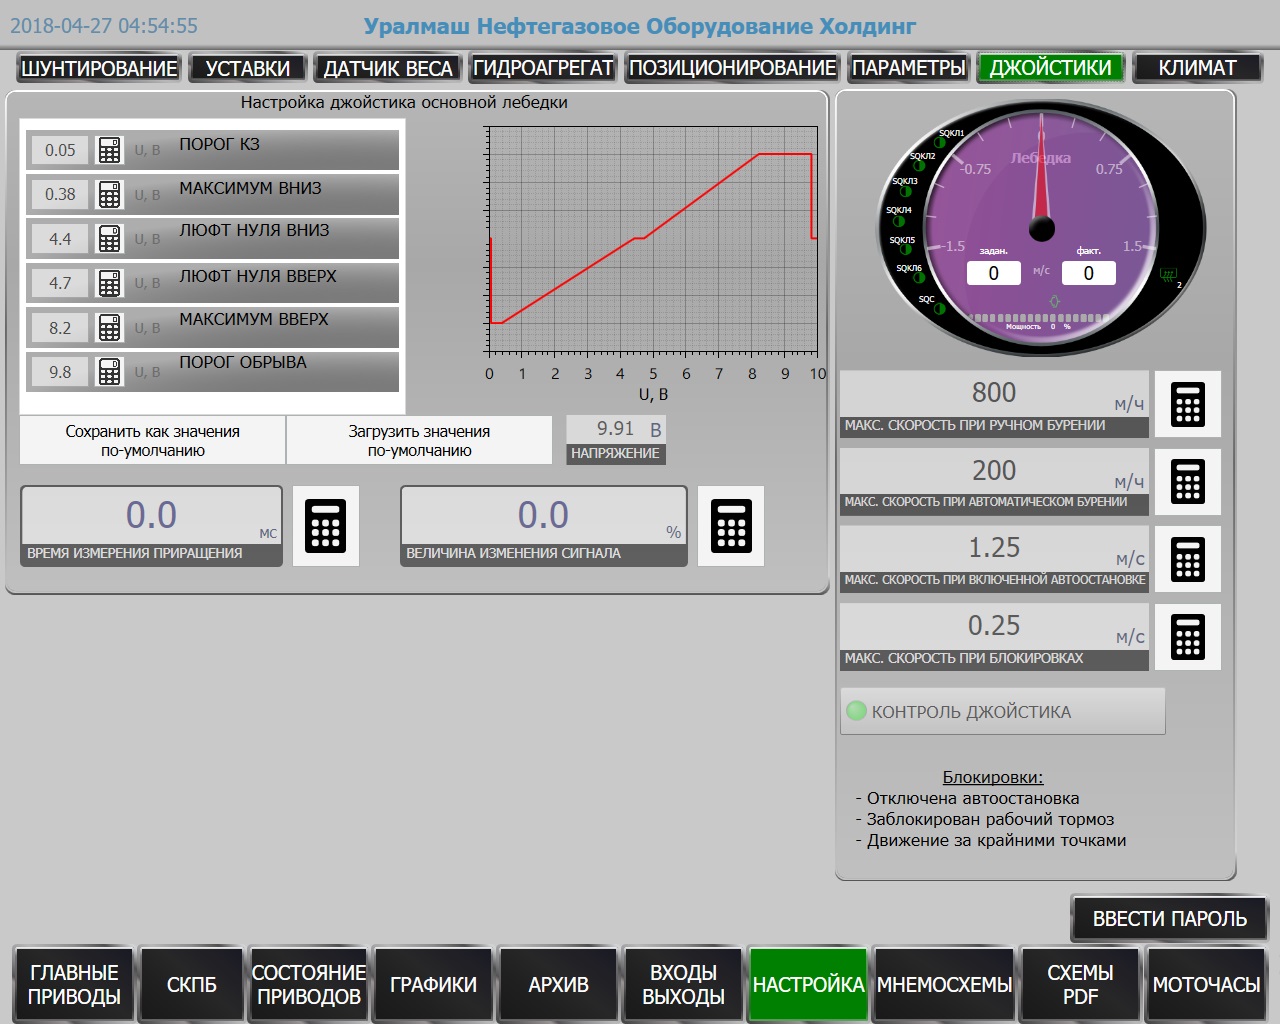 2018-04-27 04:54:55
Уралмаш Нефтегазовое Оборудование Холдинг
ШУНТИРОВАНИЕ
УСТАВКИ
ДАТЧИК ВЕСА
ГИДРОАГРЕГАТ
ПОЗИЦИОНИРОВАНИЕ
ПАРАМЕТРЫ
ДЖОЙСТИКИ
КЛИМАТ
Настройка джойстика основной лебедки
0.05 U, В ПОРОГ КЗ
0.38 U, В МАКСИМУМ ВНИЗ
4.4 U, В ЛЮФТ НУЛЯ ВНИЗ
4.7 U, В ЛЮФТ НУЛЯ ВВЕРХ
8.2 U, В МАКСИМУМ ВВЕРХ
9.8 U, В ПОРОГ ОБРЫВА
0 1 2 3 4 5 6 7 8 9 10
U, В
Сохранить как значения
по-умолчанию
Загрузить значения
по-умолчанию
9.91 В
НАПРЯЖЕНИЕ
0.0 мс
ВРЕМЯ ИЗМЕРЕНИЯ ПРИРАЩЕНИЯ
0.0 %
ВЕЛИЧИНА ИЗМЕНЕНИЯ СИГНАЛА
SQКЛ1
SQКЛ2
SQКЛ3
SQКЛ4
SQКЛ5
SQКЛ6
SQC
0
Лебедка
-0.75 0.75
-1.5 1.5
задан. факт.
0 м/с 0
2
Мощность 0 %
800 м/ч
МАКС. СКОРОСТЬ ПРИ РУЧНОМ БУРЕНИИ
200 м/ч
МАКС. СКОРОСТЬ ПРИ АВТОМАТИЧЕСКОМ БУРЕНИИ
1.25 м/с
МАКС. СКОРОСТЬ ПРИ ВКЛЮЧЕННОЙ АВТООСТАНОВКЕ
0.25 м/с
МАКС. СКОРОСТЬ ПРИ БЛОКИРОВКАХ
КОНТРОЛЬ ДЖОЙСТИКА
Блокировки:
- Отключена автоостановка
- Заблокирован рабочий тормоз
- Движение за крайними точками
ВВЕСТИ ПАРОЛЬ
ГЛАВНЫЕ
ПРИВОДЫ
СКПБ
СОСТОЯНИЕ
ПРИВОДОВ
ГРАФИКИ
АРХИВ
ВХОДЫ
ВЫХОДЫ
НАСТРОЙКА
МНЕМОСХЕМЫ
СХЕМЫ
PDF
МОТОЧАСЫ